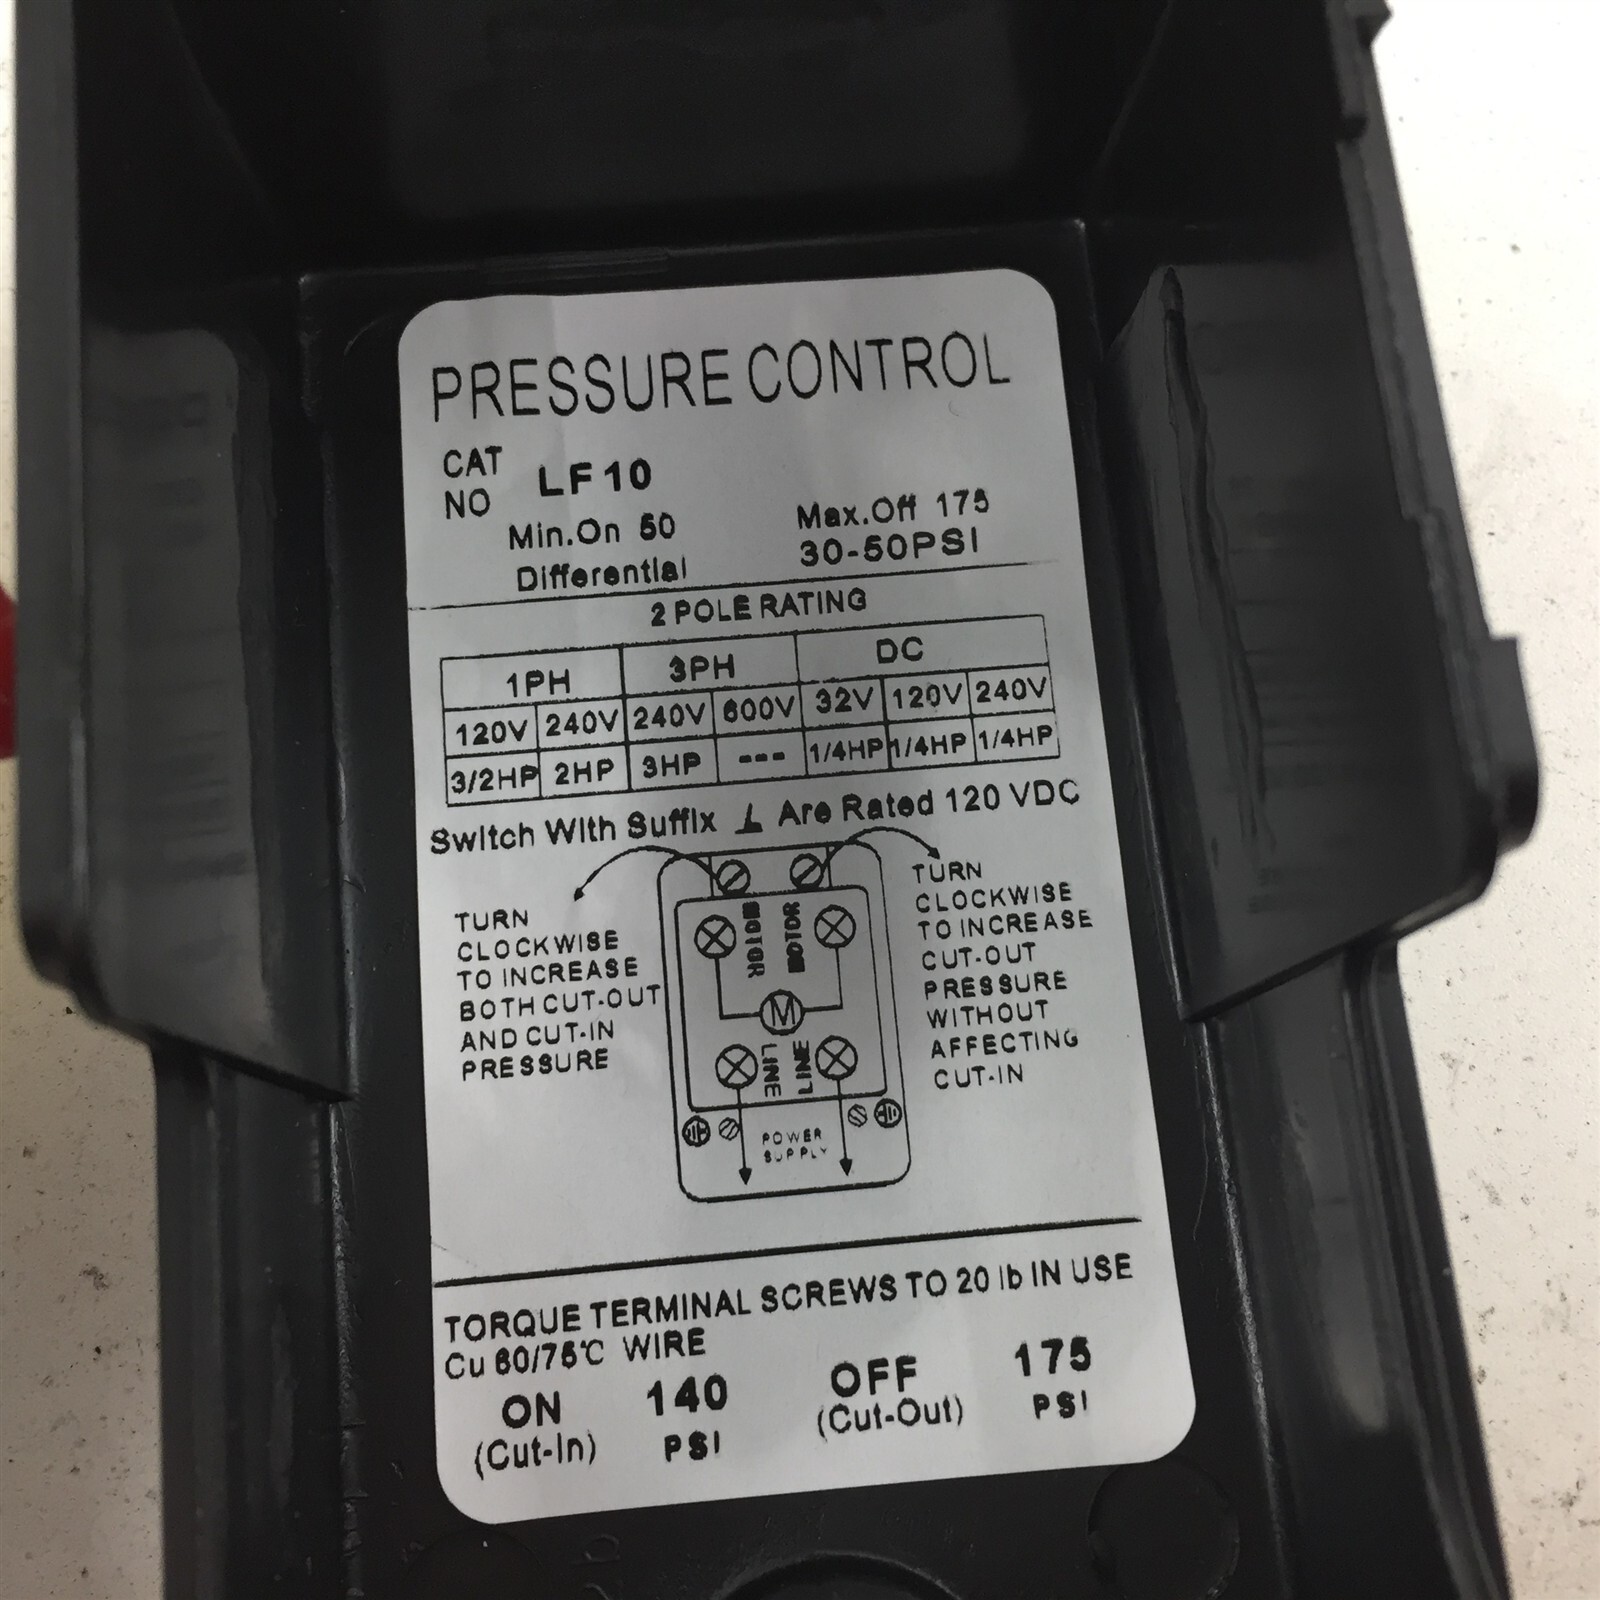 PRESSURE CONTROL
CAT NO LF10
Min.On 50 Max.Off 175
Differential 30-50PSI
2 POLE RATING
1PH 3PH DC
120V 240V 240V 600V 32V 120V 240V
3/2HP 2HP 3HP --- 1/4HP 1/4HP 1/4HP
Switch With Suffix ⊥ Are Rated 120 VDC
TURN
CLOCKWISE
TO INCREASE
BOTH CUT-OUT
AND CUT-IN
PRESSURE
MOTOR MOTOR
M
LINE LINE
POWER
SUPPLY
TURN
CLOCKWISE
TO INCREASE
CUT-OUT
PRESSURE
WITHOUT
AFFECTING
CUT-IN
TORQUE TERMINAL SCREWS TO 20 lb IN USE
Cu 60/75℃ WIRE
ON 140 OFF 175
(Cut-In) PSI (Cut-Out) PSI